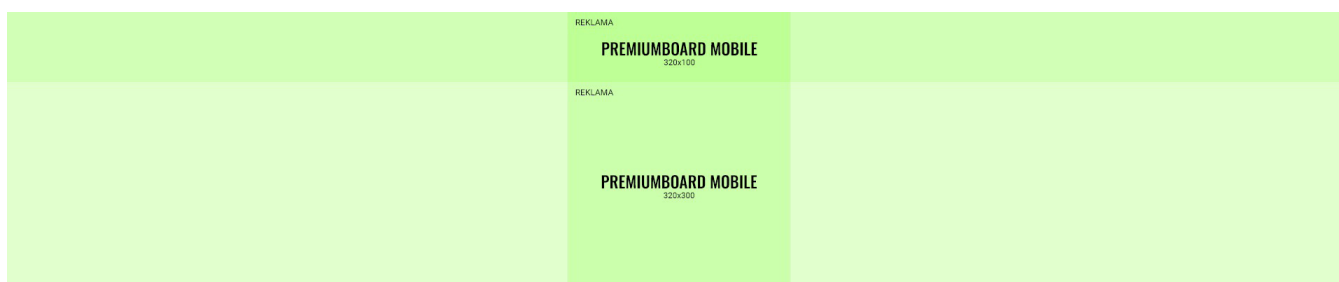 REKLAMA
PREMIUMBOARD MOBILE
320x100
REKLAMA
PREMIUMBOARD MOBILE
320x300